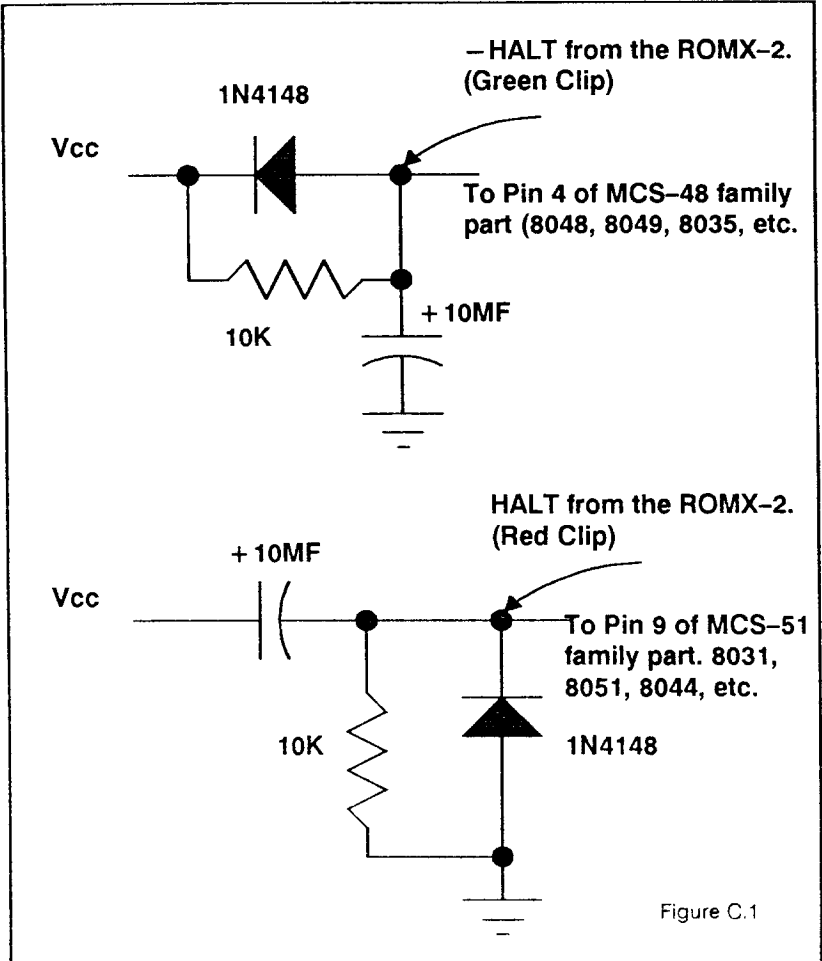 —HALT from the ROMX–2.
(Green Clip)
1N4148
Vcc
To Pin 4 of MCS–48 family
part (8048, 8049, 8035, etc.
+ 10MF
10K
HALT from the ROMX–2.
(Red Clip)
+ 10MF
Vcc
To Pin 9 of MCS–51
family part. 8031,
8051, 8044, etc.
10K
1N4148
Figure C.1